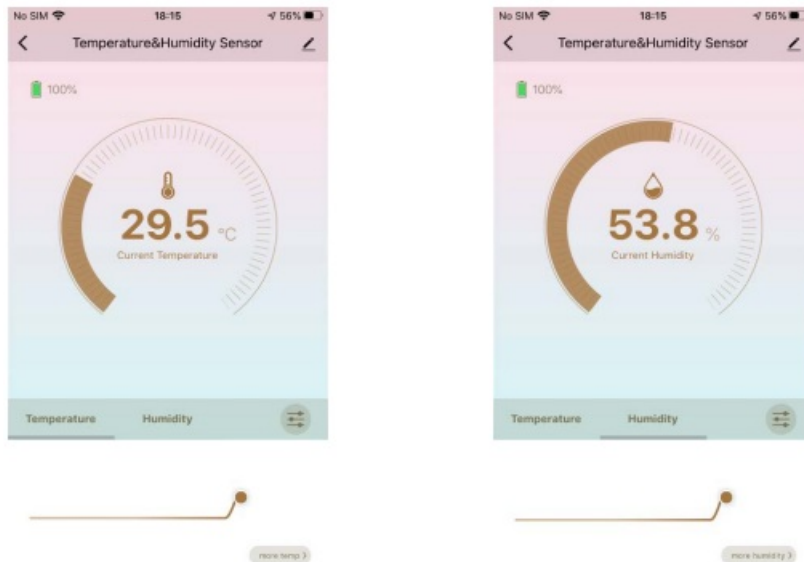 No SIM 18:15 56%
Temperature&Humidity Sensor
100%
29.5 °C
Current Temperature
Temperature Humidity
more temp >
No SIM 18:15 56%
Temperature&Humidity Sensor
100%
53.8 %
Current Humidity
Temperature Humidity
more humidity >